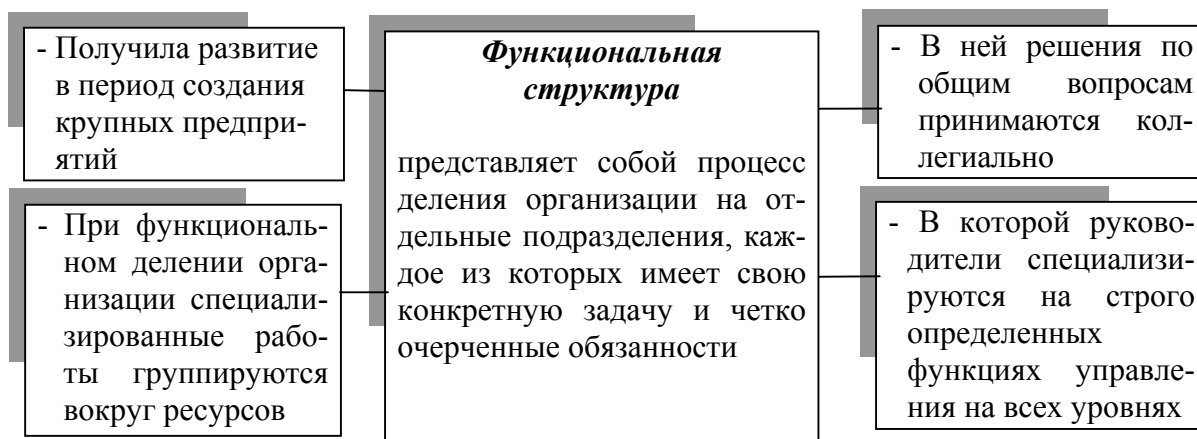 - Получила развитие
в период создания
крупных предпри-
ятий
- При функциональ-
ном делении орга-
низации специали-
зированные рабо-
ты группируются
вокруг ресурсов
Функциональная
структура
представляет собой процесс
деления организации на от-
дельные подразделения, каж-
дое из которых имеет свою
конкретную задачу и четко
очерченные обязанности
- В ней решения по
общим вопросам
принимаются кол-
легиально
- В которой руково-
дители специализи-
руются на строго
определенных
функциях управле-
ния на всех уровнях